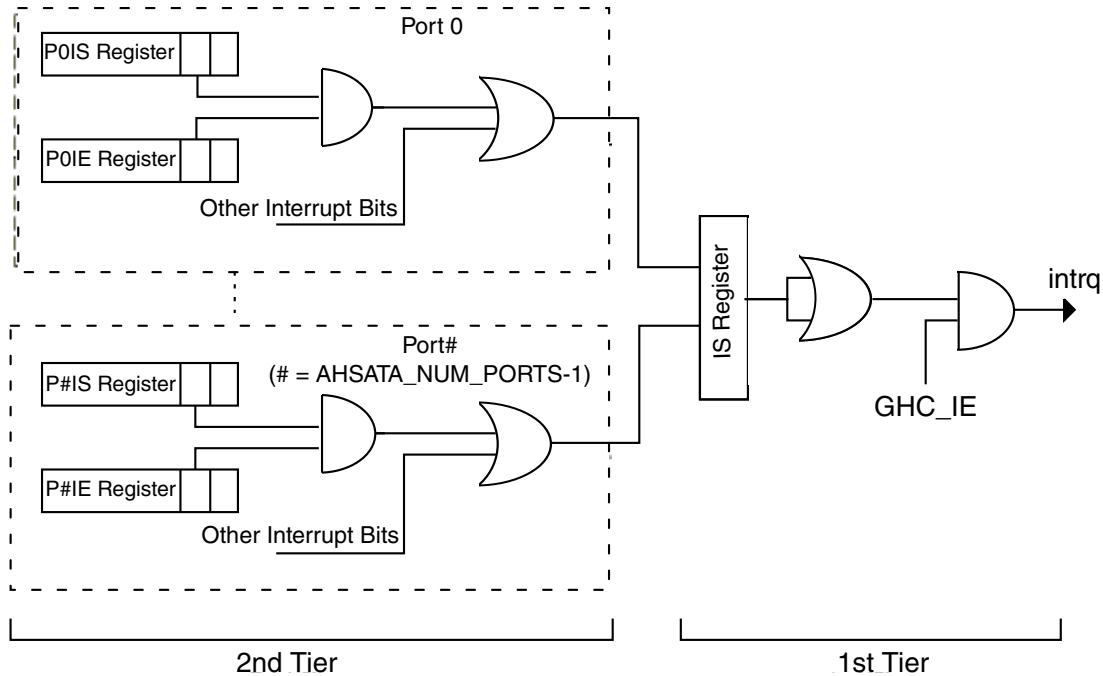 Port 0
P0IS Register
P0IE Register
Other Interrupt Bits
IS Register
intrq
GHC_IE
Port#
(# = AHSATA_NUM_PORTS-1)
P#IS Register
P#IE Register
Other Interrupt Bits
2nd Tier
1st Tier